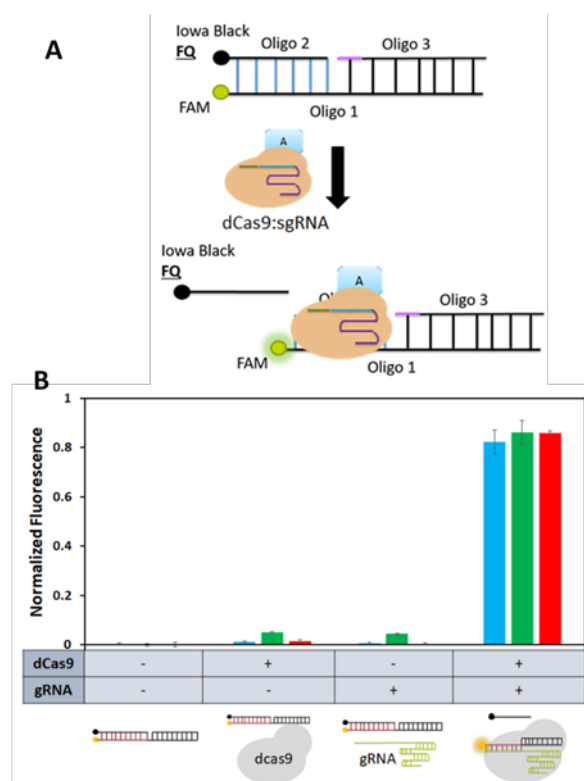 A
Iowa Black
FQ
Oligo 2
Oligo 3
FAM
Oligo 1
A
dCas9:sgRNA
Iowa Black
FQ
A
Oligo 3
FAM
Oligo 1
B
Normalized Fluorescence
1
0.8
0.6
0.4
0.2
0
dCas9 - + - +
gRNA - - + +
dcas9
gRNA